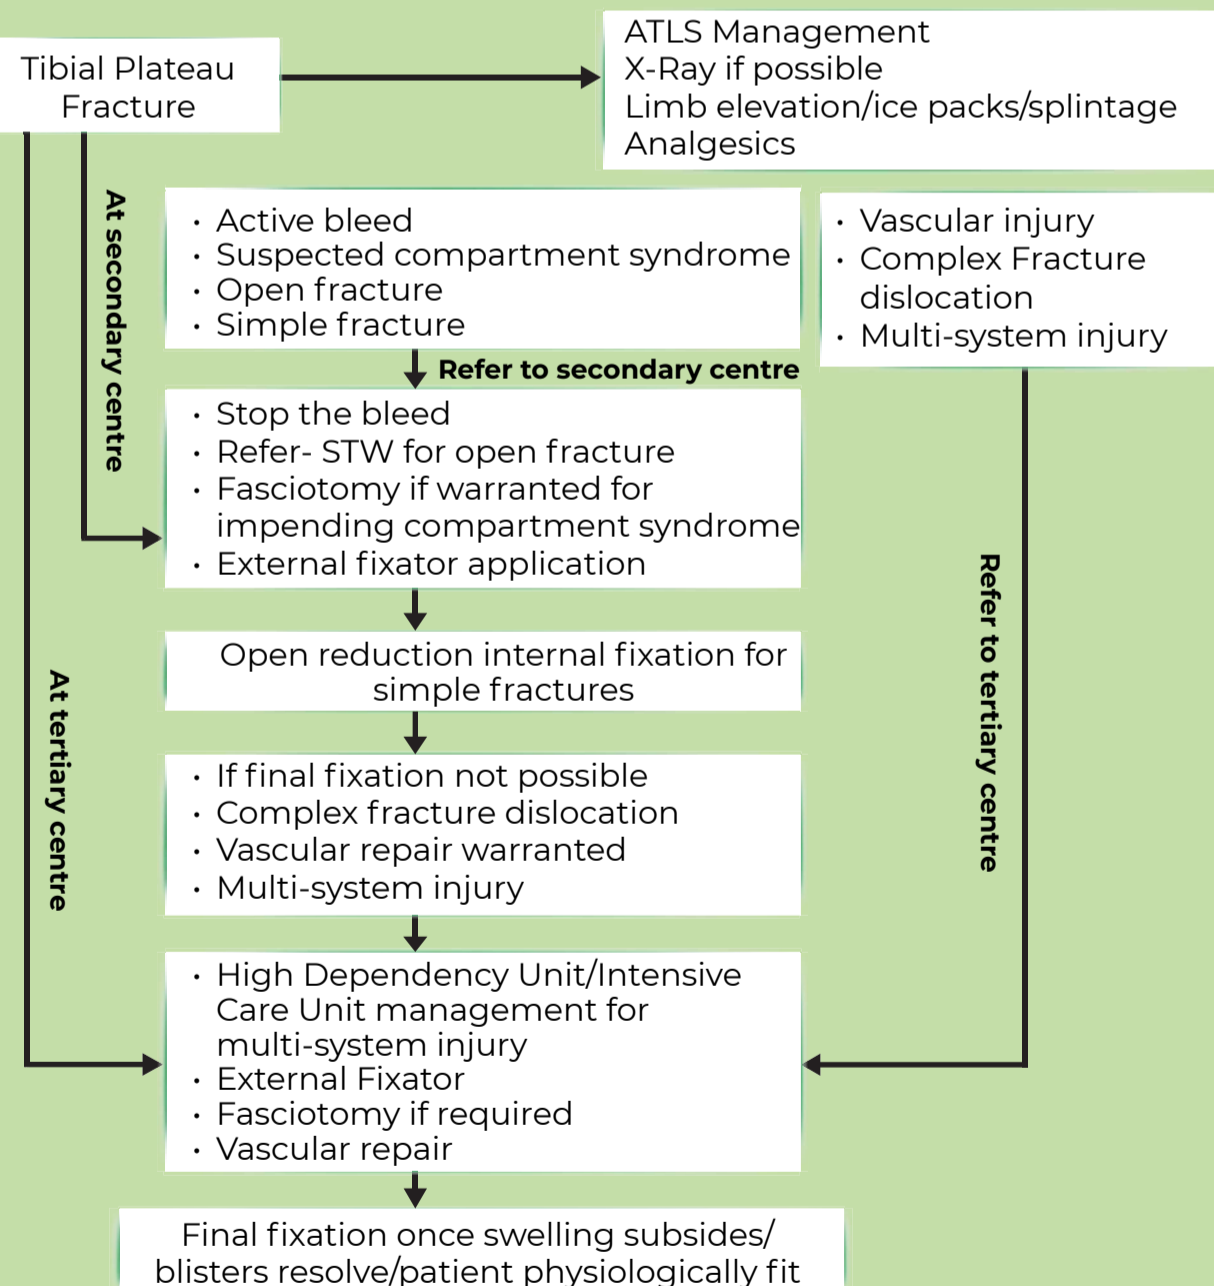 Tibial Plateau
Fracture
ATLS Management
X-Ray if possible
Limb elevation/ice packs/splintage
Analgesics
At secondary centre
At tertiary centre
• Active bleed
• Suspected compartment syndrome
• Open fracture
• Simple fracture
• Vascular injury
• Complex Fracture
dislocation
• Multi-system injury
Refer to secondary centre
• Stop the bleed
• Refer- STW for open fracture
• Fasciotomy if warranted for
impending compartment syndrome
• External fixator application
Refer to tertiary centre
Open reduction internal fixation for
simple fractures
• If final fixation not possible
• Complex fracture dislocation
• Vascular repair warranted
• Multi-system injury
• High Dependency Unit/Intensive
Care Unit management for
multi-system injury
• External Fixator
• Fasciotomy if required
• Vascular repair
Final fixation once swelling subsides/
blisters resolve/patient physiologically fit